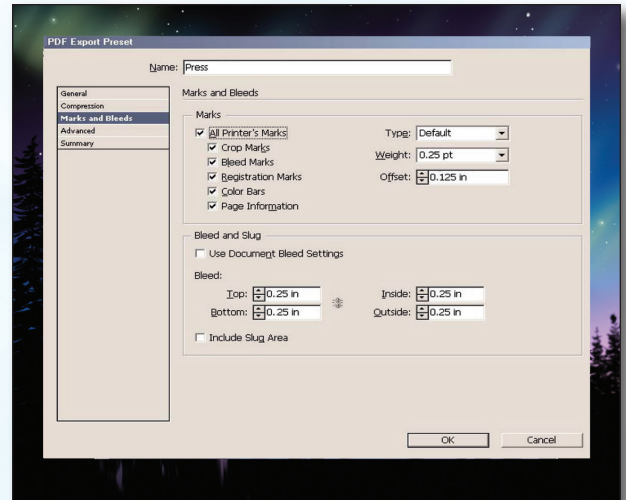 PDF Export Preset
Name: Press
General
Compression
Marks and Bleeds
Advanced
Summary
Marks and Bleeds
Marks
All Printer's Marks
Crop Marks
Bleed Marks
Registration Marks
Color Bars
Page Information
Type: Default
Weight: 0.25 pt
Offset: 0.125 in
Bleed and Slug
Use Document Bleed Settings
Bleed:
Top: 0.25 in
Bottom: 0.25 in
Inside: 0.25 in
Outside: 0.25 in
Include Slug Area
OK
Cancel